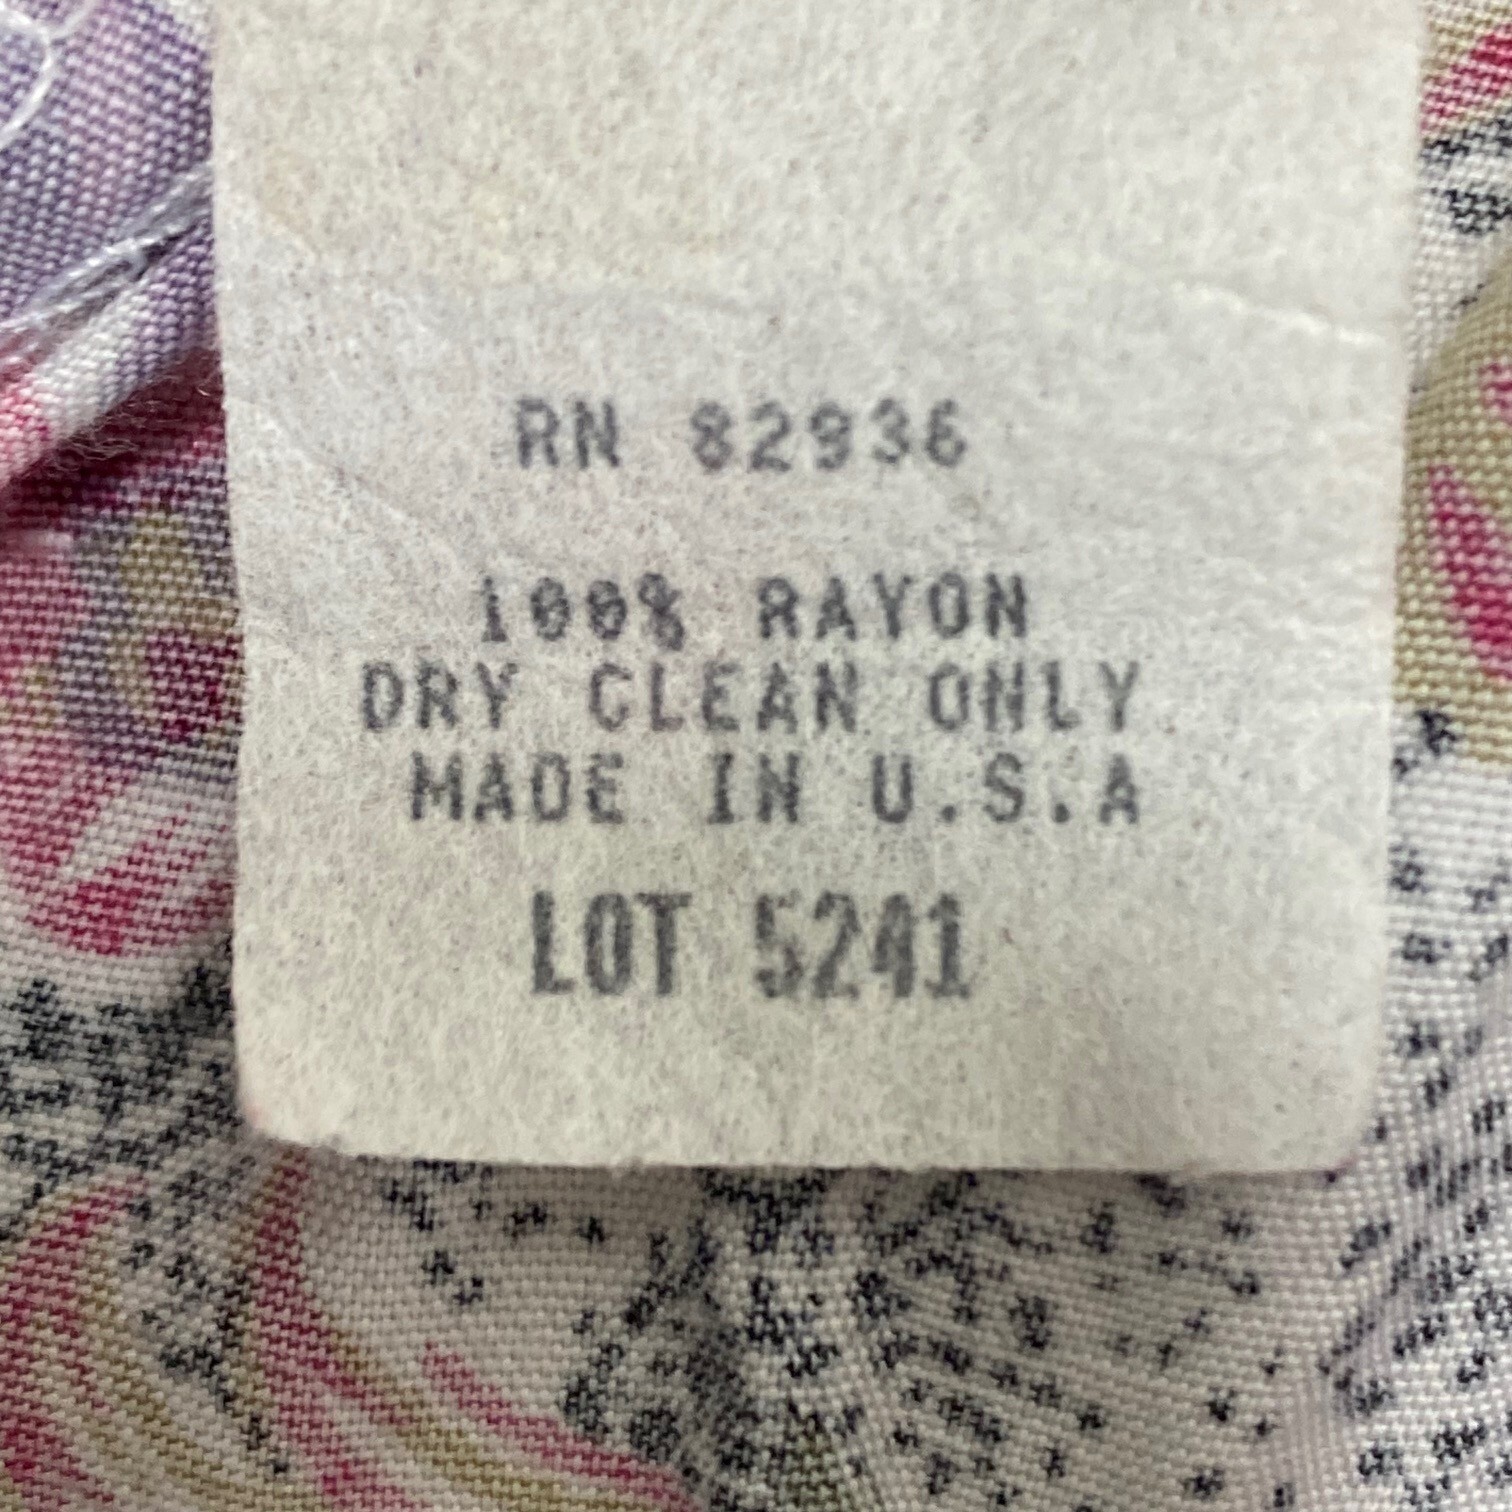 RN 82936
100% RAYON
DRY CLEAN ONLY
MADE IN U.S.A
LOT 5241